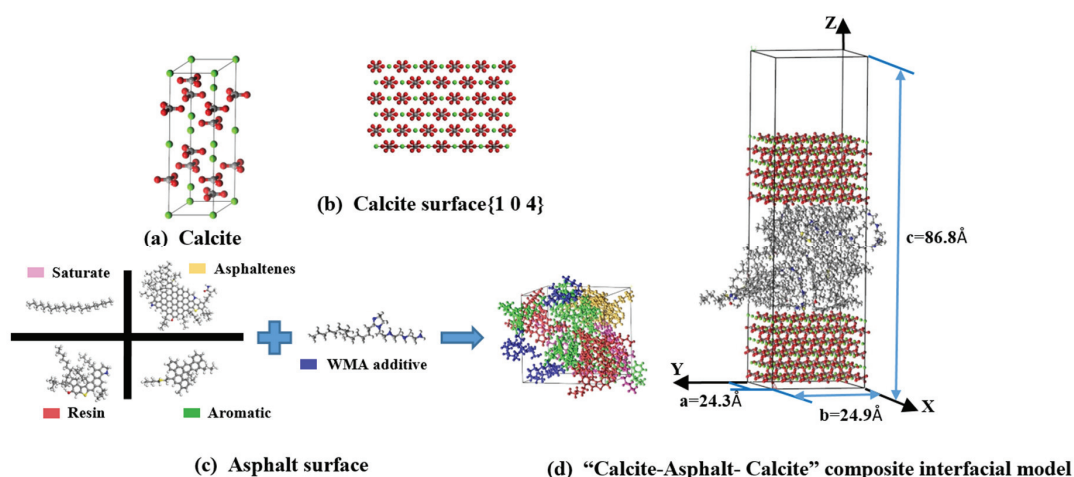 (a) Calcite
(b) Calcite surface{1 0 4}
Saturate
Asphaltenes
Resin
Aromatic
WMA additive
(c) Asphalt surface
Z
c=86.8Å
Y
a=24.3Å
b=24.9Å
X
(d) “Calcite-Asphalt- Calcite” composite interfacial model